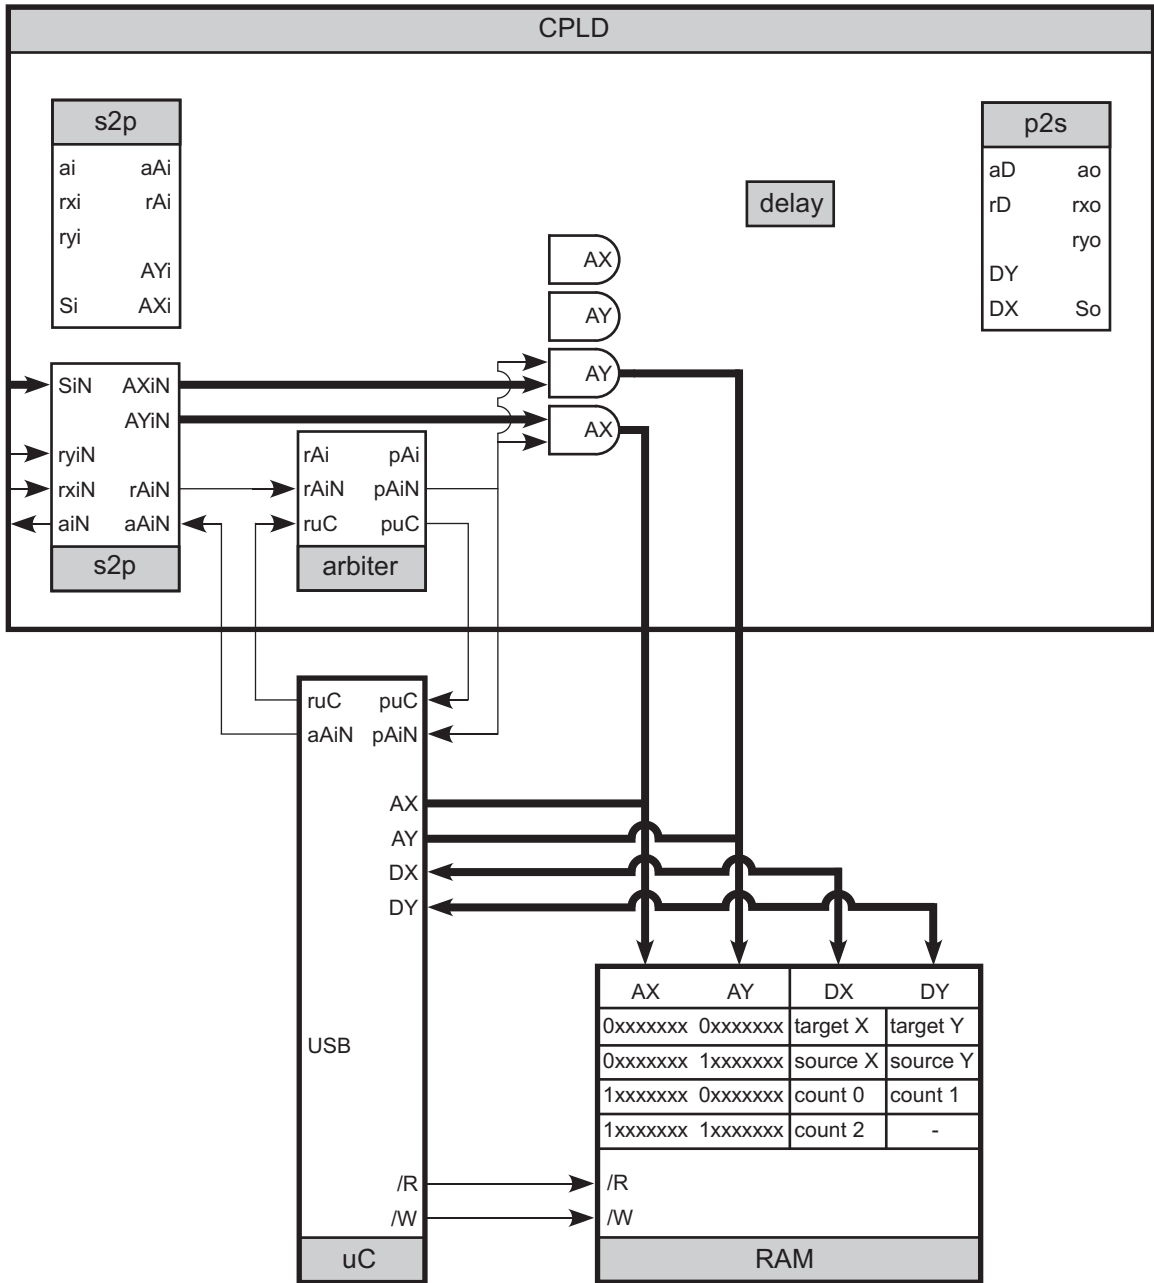 CPLD
s2p
ai aAi
rxi rAi
ryi
AYi
Si AXi
p2s
aD ao
rD rxo
ryo
DY
DX So
delay
AX
AY
AY
AX
SiN AXiN
AYiN
ryiN
rxiN rAiN
aiN aAiN
s2p
rAi pAi
rAiN pAiN
ruC puC
arbiter
ruC puC
aAiN pAiN
AX
AY
DX
DY
USB
/R
/W
uC
AX AY DX DY
0xxxxxxx 0xxxxxxx target X target Y
0xxxxxxx 1xxxxxxx source X source Y
1xxxxxxx 0xxxxxxx count 0 count 1
1xxxxxxx 1xxxxxxx count 2 -
/R
/W
RAM